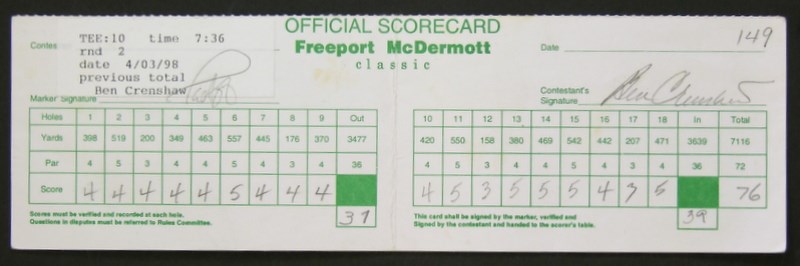 OFFICIAL SCORECARD
Freeport McDermott
classic
TEE:10 time 7:36
rnd 2
date 4/03/98
previous total
Ben Crenshaw
Contes
Marker Signature
Date
149
Contestant's
Signature Ben Crenshaw
Holes 1 2 3 4 5 6 7 8 9 Out
Yards 398 519 200 349 463 557 445 176 370 3477
Par 4 5 3 4 4 5 4 3 4 36
Score 4 4 4 4 4 5 4 4 4
37
Scores must be verified and recorded at each hole.
Questions in disputes must be referred to Rules Committee.
10 11 12 13 14 15 16 17 18 In Total
420 550 158 380 469 542 442 207 471 3639 7116
4 5 3 4 4 5 4 3 4 36 72
4 5 3 5 5 5 4 3 5 76
39
This card shall be signed by the marker, verified and
Signed by the contestant and handed to the scorer's table.